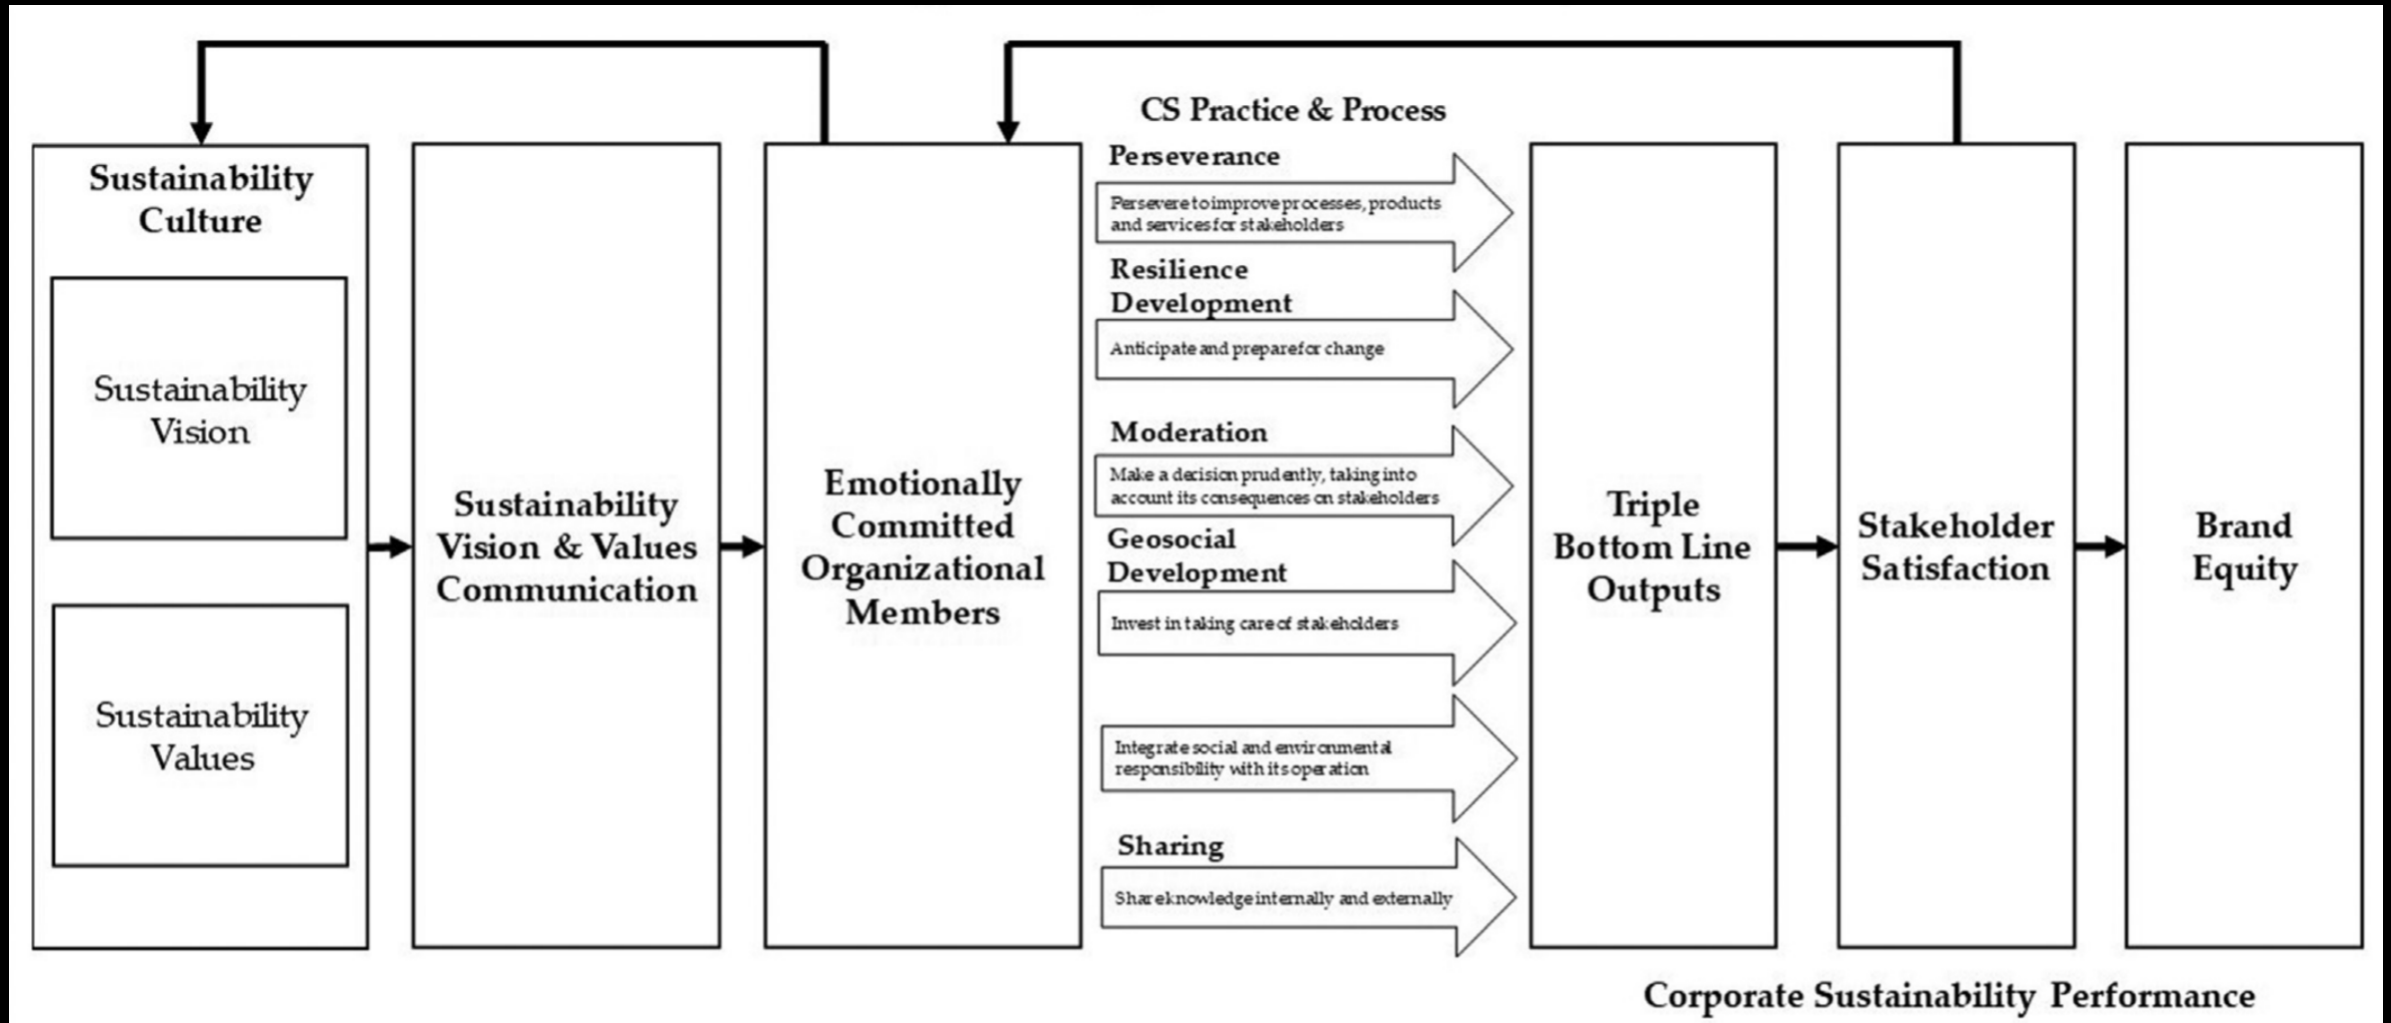 Sustainability
Culture
Sustainability
Vision
Sustainability
Values
Sustainability
Vision & Values
Communication
Emotionally
Committed
Organizational
Members
CS Practice & Process
Perseverance
Persevere to improve processes, products
and services for stakeholders
Resilience
Development
Anticipate and prepare for change
Moderation
Make a decision prudently, taking into
account its consequences on stakeholders
Geosocial
Development
Invest in taking care of stakeholders
Integrate social and environmental
responsibility with its operation
Sharing
Share knowledge internally and externally
Triple
Bottom Line
Outputs
Stakeholder
Satisfaction
Brand
Equity
Corporate Sustainability Performance